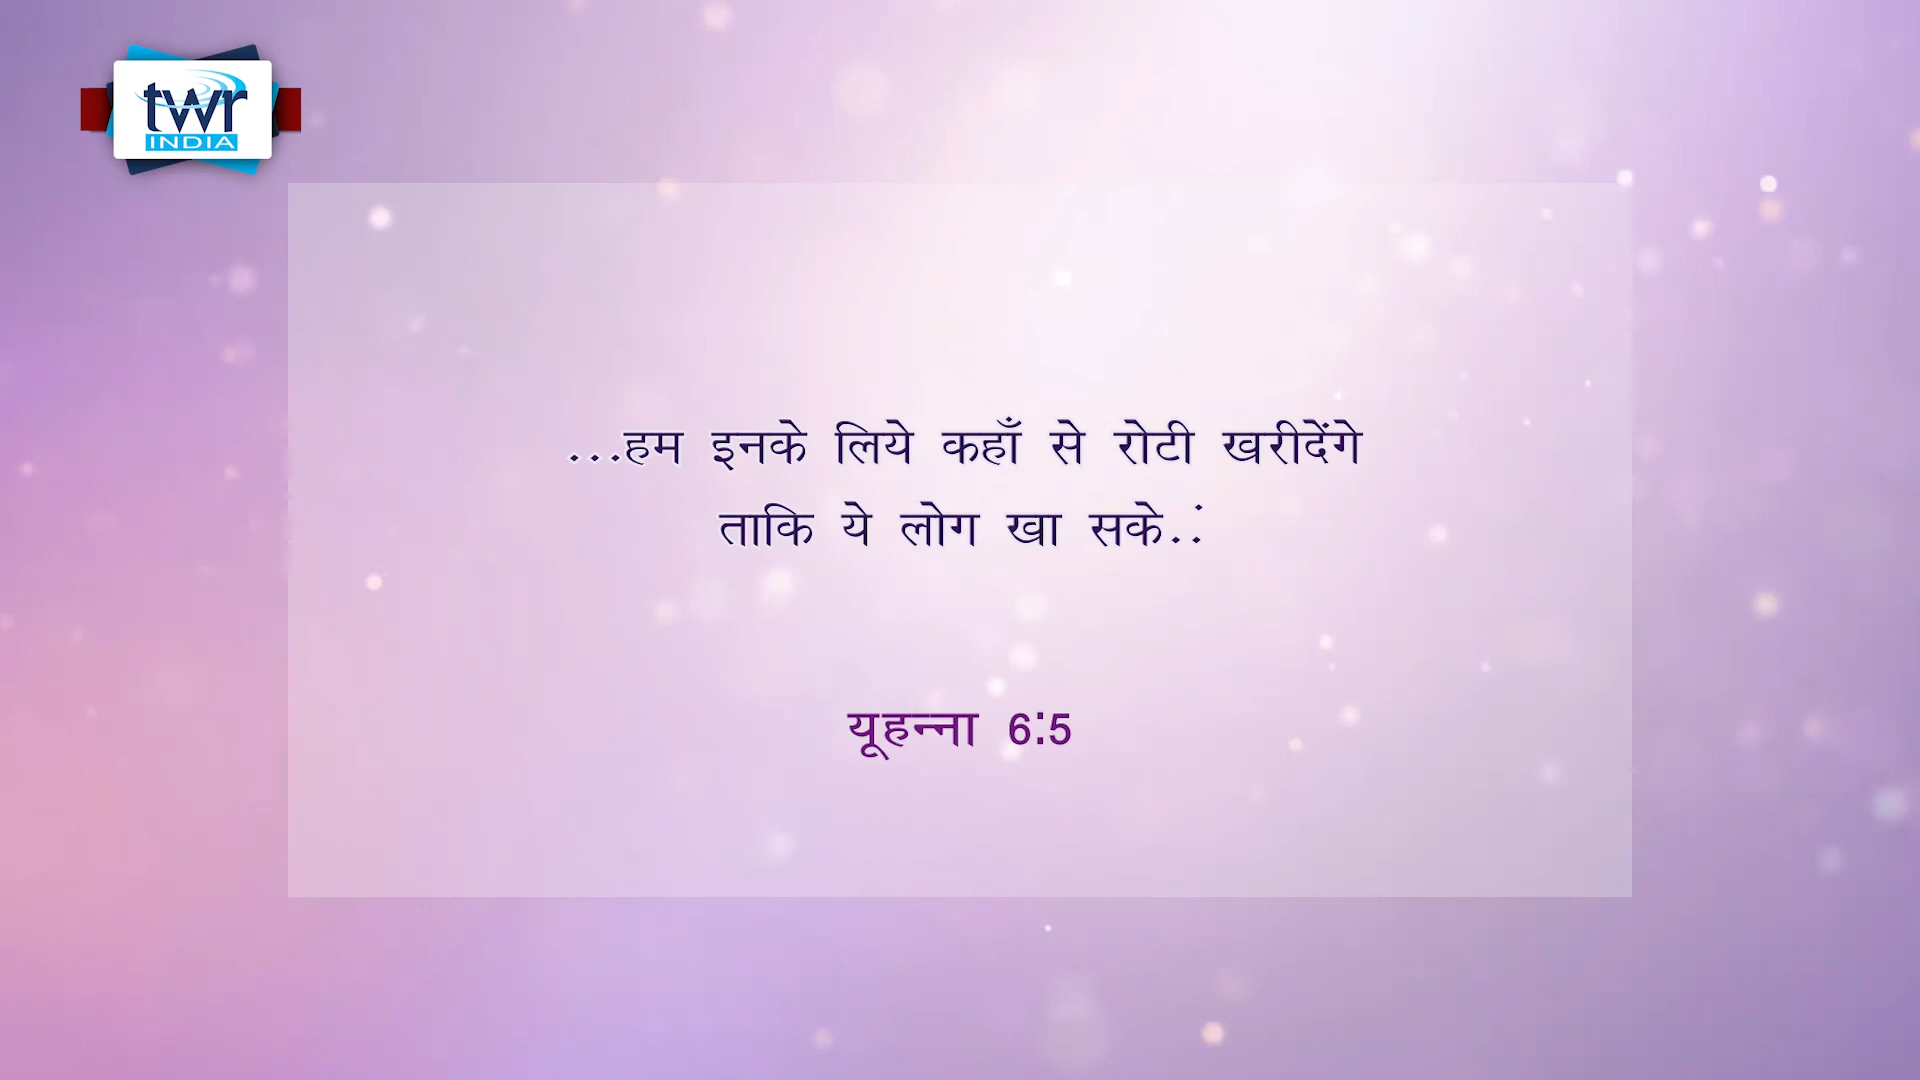 twr
INDIA
...हम इनके लिये कहाँ से रोटी खरीदेंगे
ताकि ये लोग खा सके..ं
यूहन्ना 6:5